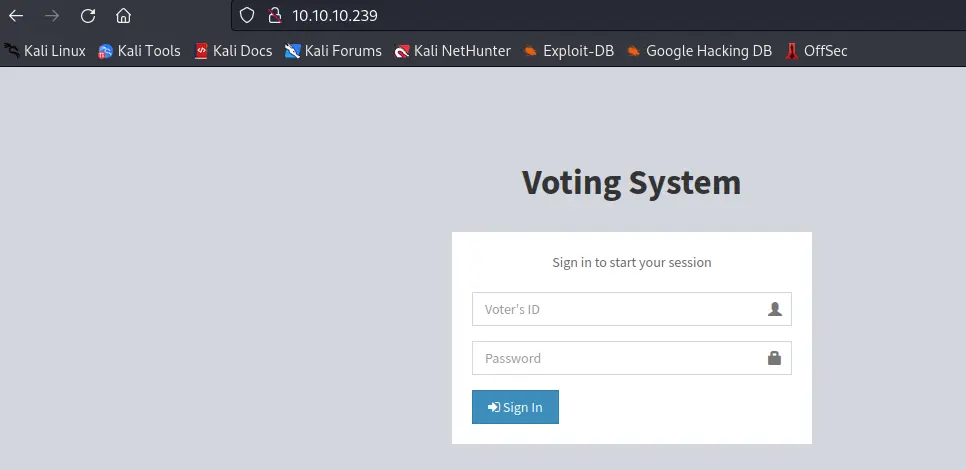 10.10.10.239
Kali Linux Kali Tools Kali Docs Kali Forums Kali NetHunter Exploit-DB Google Hacking DB OffSec
Voting System
Sign in to start your session
Voter's ID
Password
Sign In